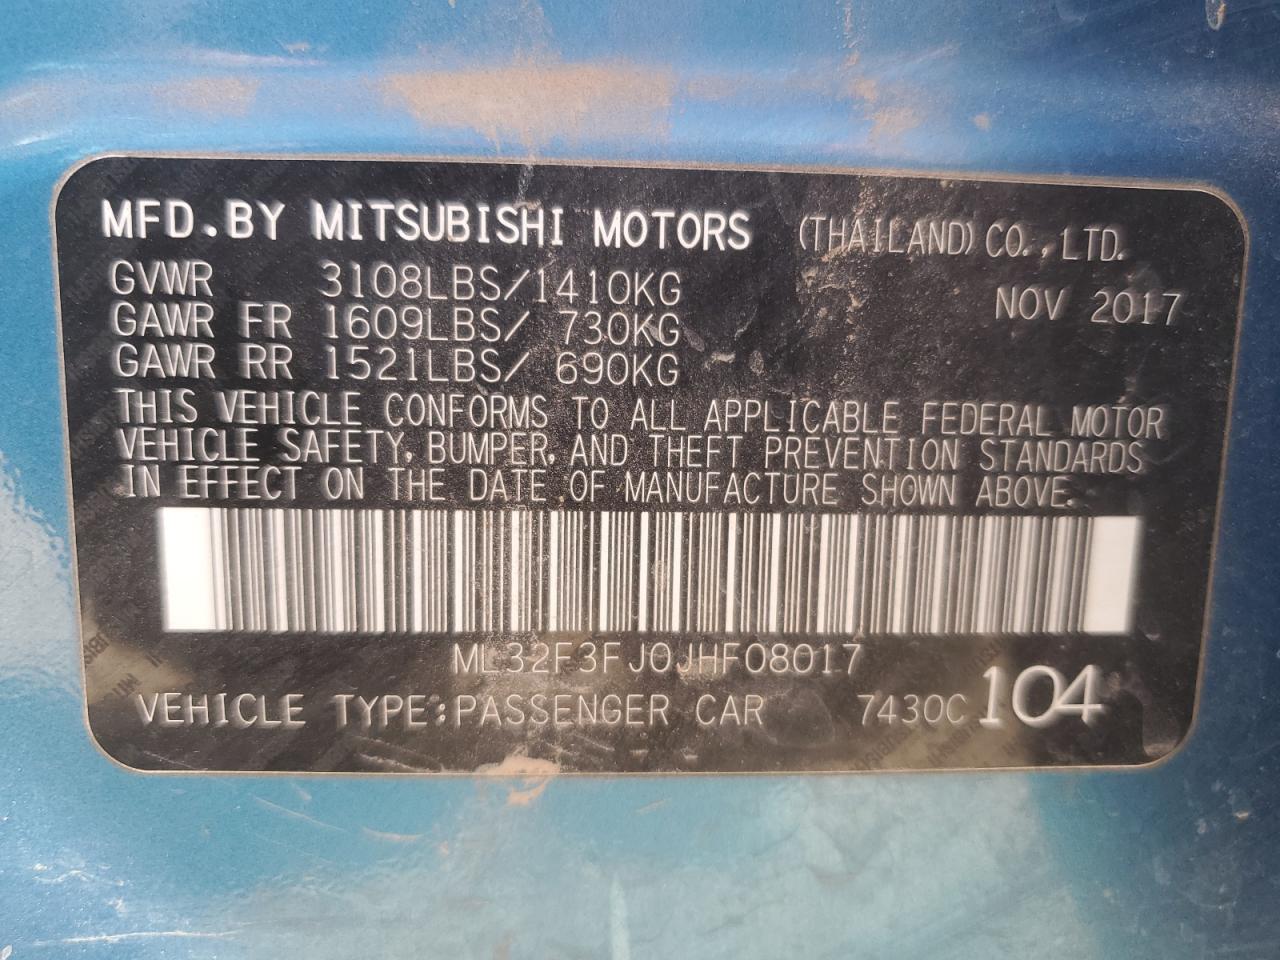 MFD.BY MITSUBISHI MOTORS (THAILAND) CO.,LTD.
GVWR 3108LBS/1410KG NOV 2017
GAWR FR 1609LBS/ 730KG
GAWR RR 1521LBS/ 690KG
THIS VEHICLE CONFORMS TO ALL APPLICABLE FEDERAL MOTOR
VEHICLE SAFETY, BUMPER, AND THEFT PREVENTION STANDARDS
IN EFFECT ON THE DATE OF MANUFACTURE SHOWN ABOVE.
ML32F3FJ0JHF08017
VEHICLE TYPE:PASSENGER CAR 7430C 104